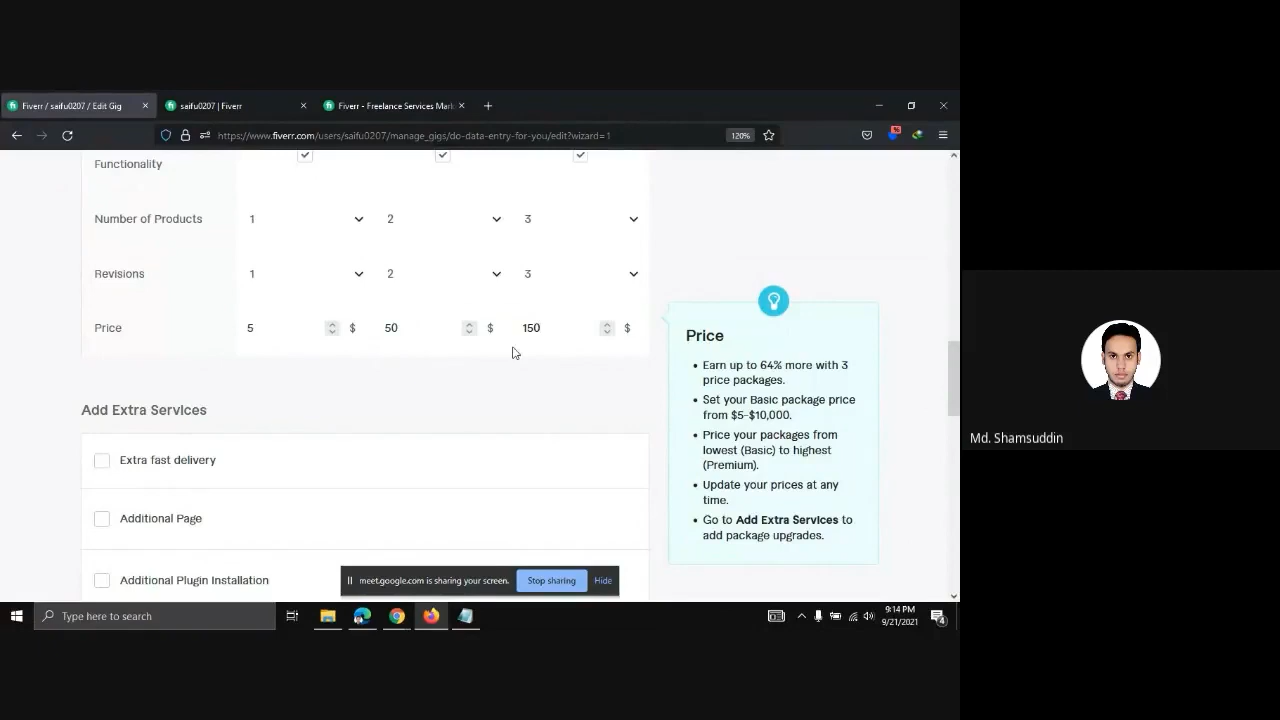 Fiverr / saifu0207 / Edit Gig
saifu0207 | Fiverr
Fiverr - Freelance Services Mark
https://www.fiverr.com/users/saifu0207/manage_gigs/do-data-entry-for-you/edit?wizard=1
120%
Functionality
Number of Products 1 2 3
Revisions 1 2 3
Price 5 $ 50 $ 150 $
Price
• Earn up to 64% more with 3
price packages.
• Set your Basic package price
from $5-$10,000.
• Price your packages from
lowest (Basic) to highest
(Premium).
• Update your prices at any
time.
• Go to Add Extra Services to
add package upgrades.
Add Extra Services
Extra fast delivery
Additional Page
Additional Plugin Installation
meet.google.com is sharing your screen. Stop sharing Hide
Type here to search
9:14 PM
9/21/2021
4
Md. Shamsuddin